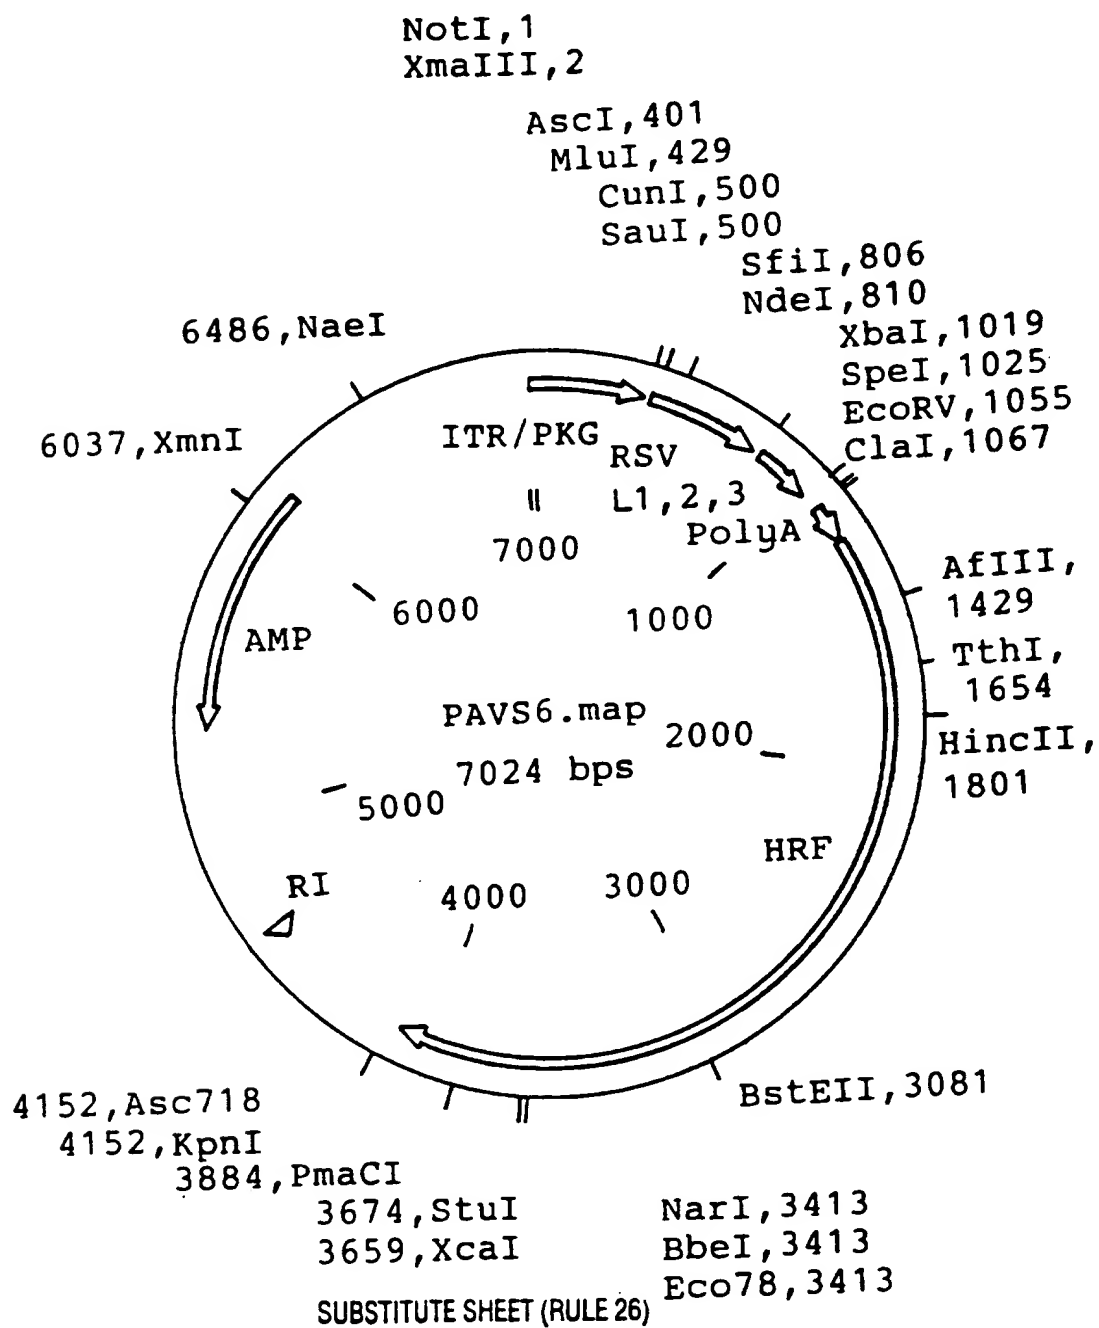 NotI,1
XmaIII,2
AscI,401
MluI,429
CunI,500
SauI,500
SfiI,806
NdeI,810
XbaI,1019
SpeI,1025
EcoRV,1055
ClaI,1067
6486,NaeI
6037,XmnI
ITR/PKG
RSV
L1,2,3
PolyA
7000
6000
1000
AMP
AfIII,
1429
TthI,
1654
HincII,
1801
PAVS6.map
7024 bps
2000
5000
HRF
RI
4000
3000
BstEII,3081
4152,Asc718
4152,KpnI
3884,PmaCI
3674,StuI
3659,XcaI
NarI,3413
BbeI,3413
Eco78,3413
SUBSTITUTE SHEET (RULE 26)